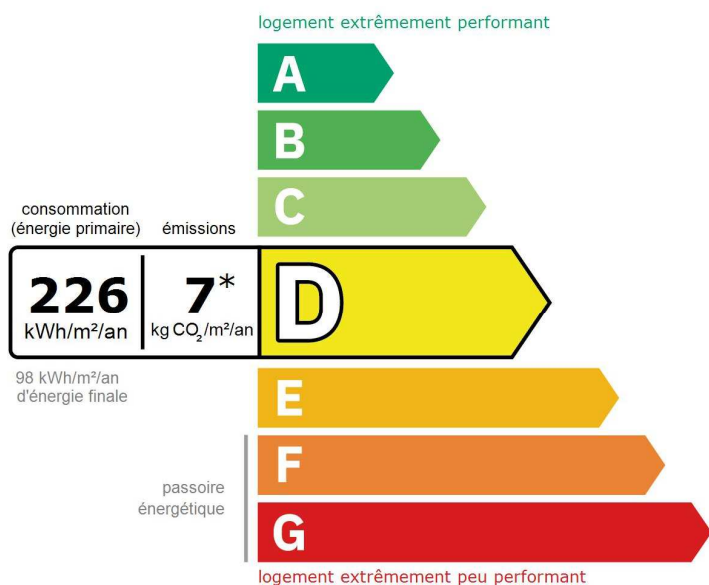 logement extrêmement performant
A
B
C
consommation
(énergie primaire)
émissions
226
kWh/m²/an
7*
kg CO₂/m²/an
D
98 kWh/m²/an
d'énergie finale
E
passoire
énergétique
F
G
logement extrêmement peu performant